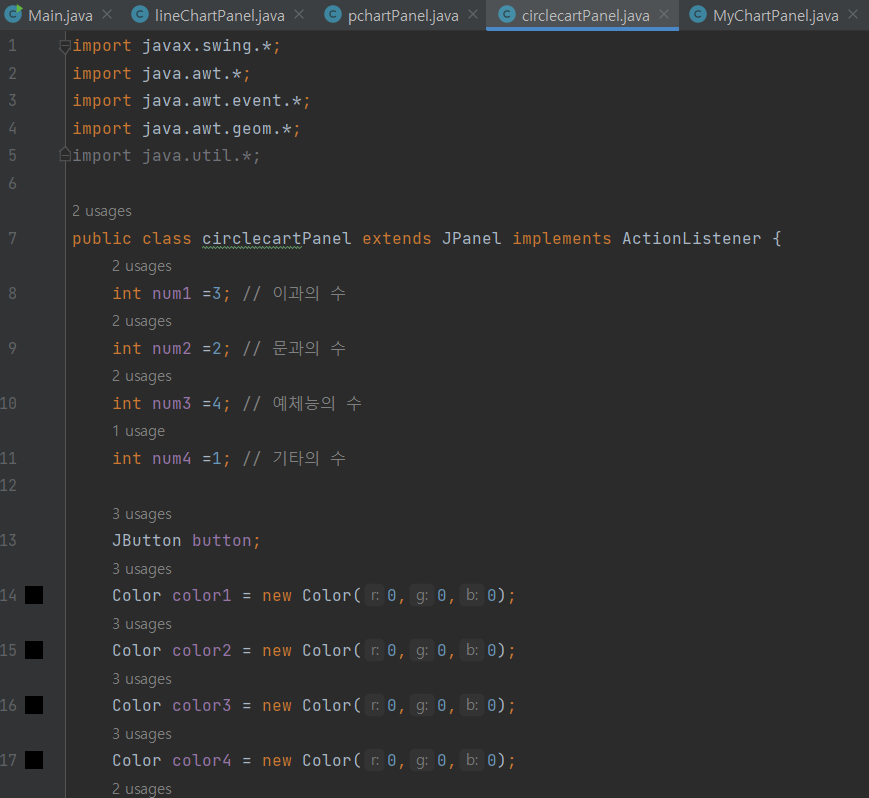 Main.java lineChartPanel.java pchartPanel.java circlecartPanel.java MyChartPanel.java
1 import javax.swing.*;
2 import java.awt.*;
3 import java.awt.event.*;
4 import java.awt.geom.*;
5 import java.util.*;
6
2 usages
7 public class circlecartPanel extends JPanel implements ActionListener {
2 usages
8 int num1 =3; // 이과의 수
2 usages
9 int num2 =2; // 문과의 수
2 usages
10 int num3 =4; // 예체능의 수
1 usage
11 int num4 =1; // 기타의 수
12
3 usages
13 JButton button;
3 usages
14 Color color1 = new Color( r: 0, g: 0, b: 0);
3 usages
15 Color color2 = new Color( r: 0, g: 0, b: 0);
3 usages
16 Color color3 = new Color( r: 0, g: 0, b: 0);
3 usages
17 Color color4 = new Color( r: 0, g: 0, b: 0);
2 usages